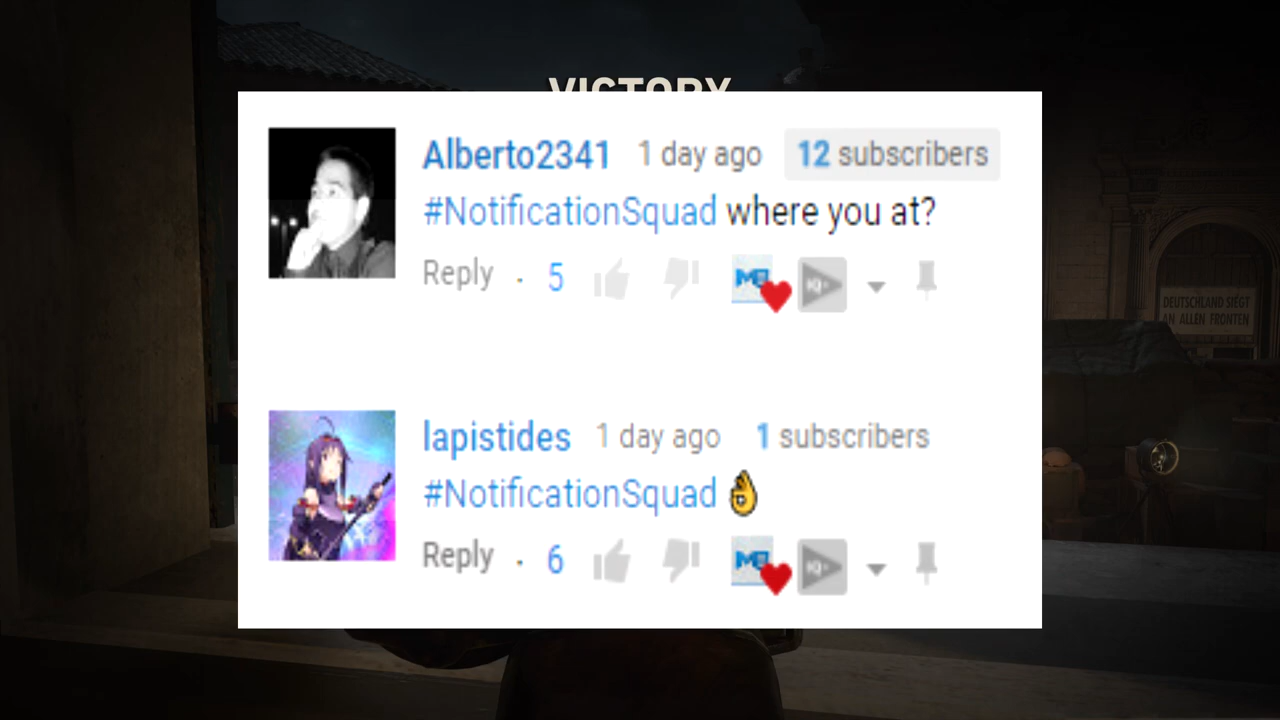 VICTORY
Alberto2341 1 day ago 12 subscribers
#NotificationSquad where you at?
Reply · 5
DEUTSCHLAND SIEGT
AN ALLEN FRONTEN
lapistides 1 day ago 1 subscribers
#NotificationSquad 👌
Reply · 6